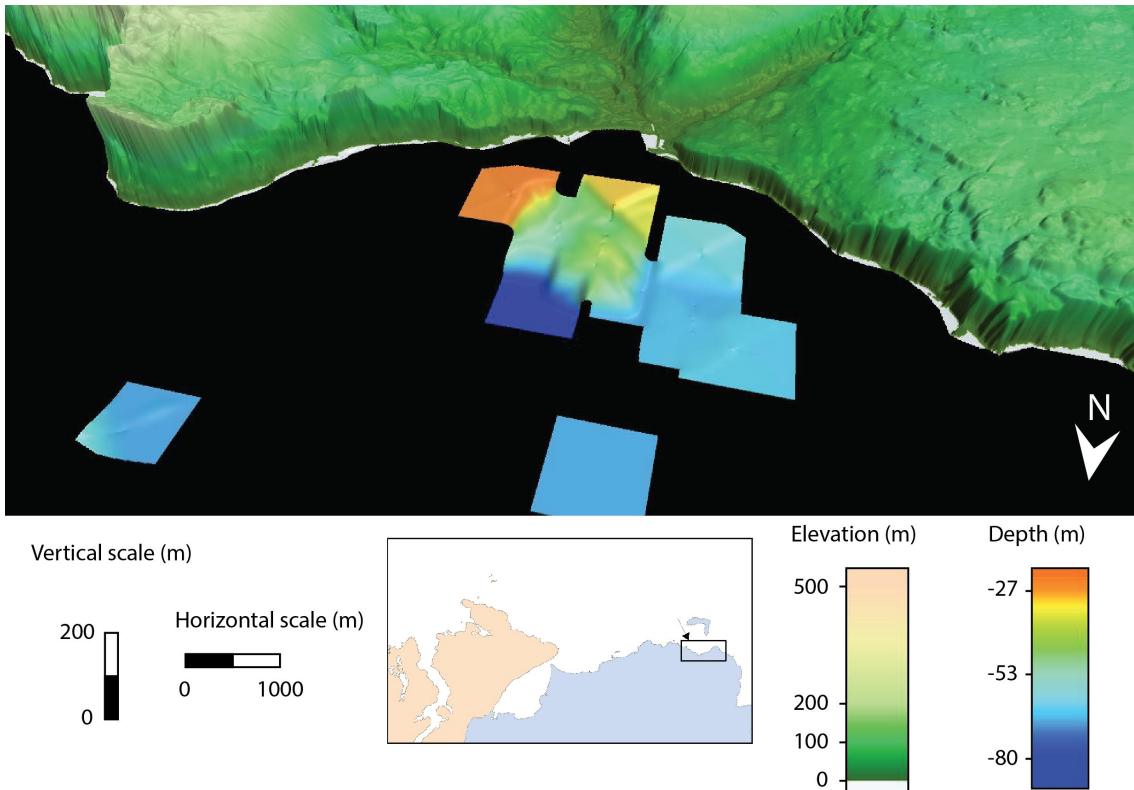 N
Vertical scale (m)
200
0
Horizontal scale (m)
0 1000
Elevation (m)
500
200
100
0
Depth (m)
-27
-53
-80